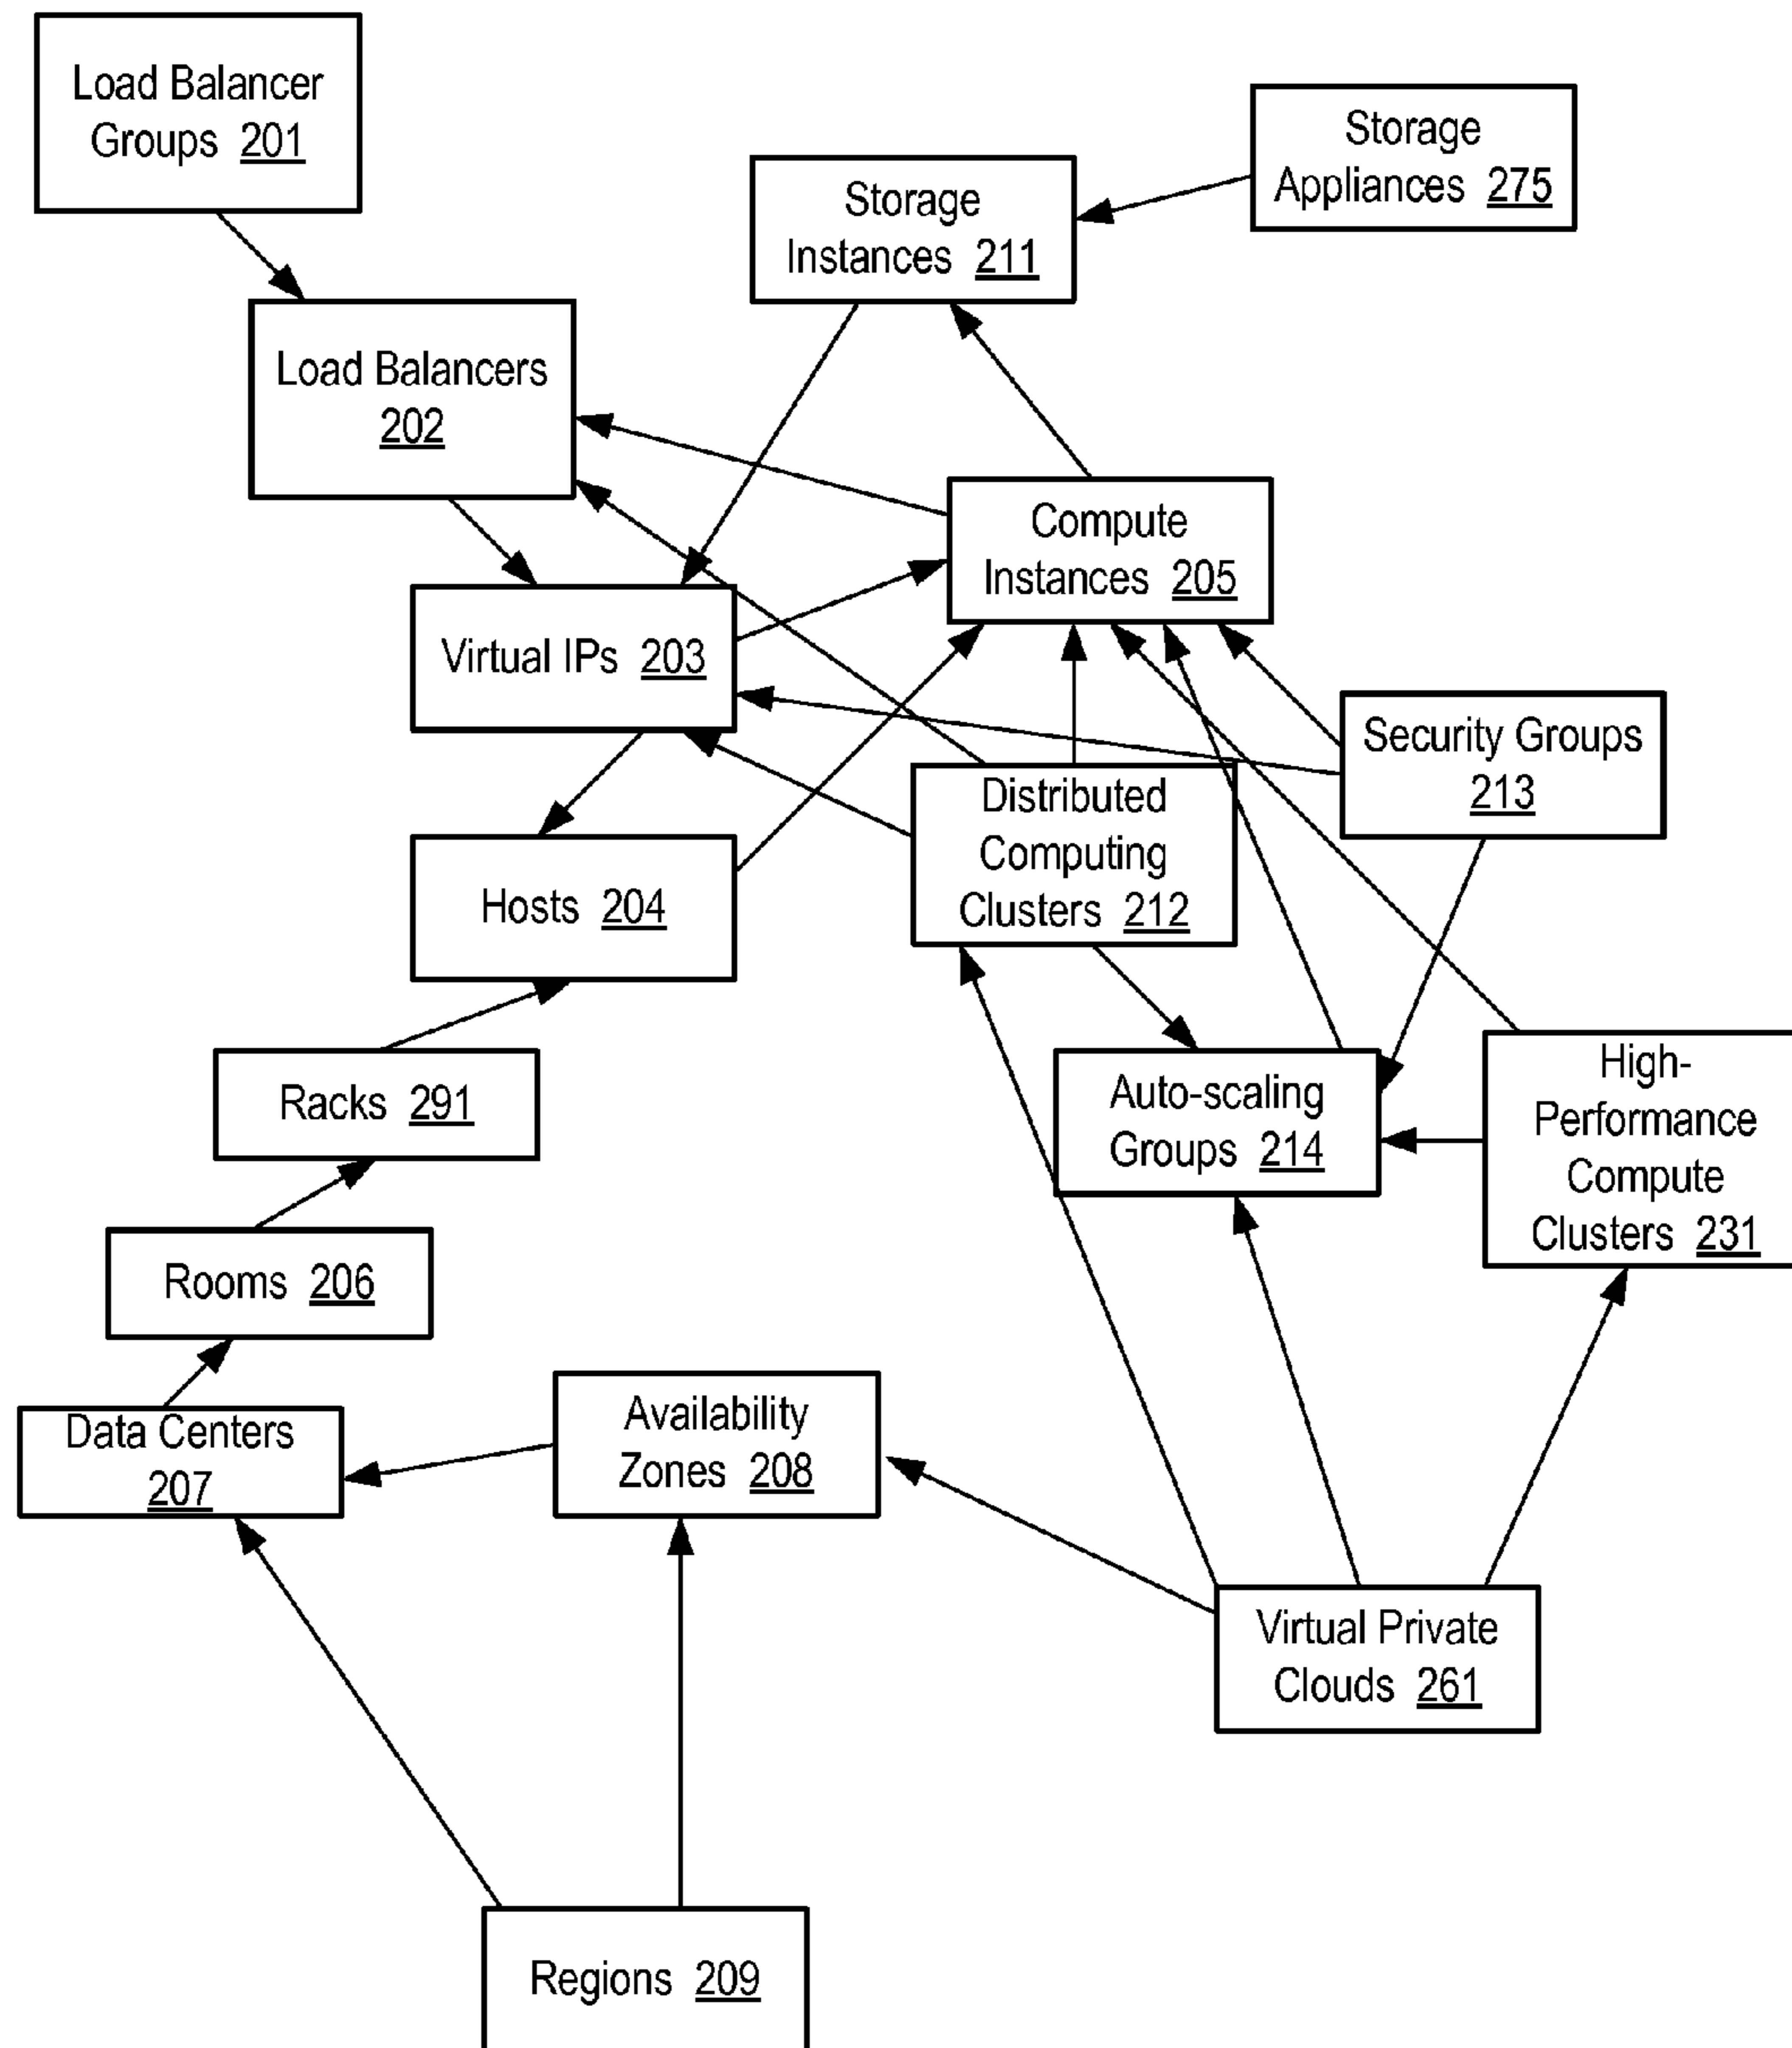 Load Balancer
Groups 201
Storage
Appliances 275
Storage
Instances 211
Load Balancers
202
Compute
Instances 205
Virtual IPs 203
Security Groups
213
Distributed
Computing
Clusters 212
Hosts 204
High-
Performance
Compute
Clusters 231
Auto-scaling
Groups 214
Racks 291
Rooms 206
Availability
Zones 208
Data Centers
207
Virtual Private
Clouds 261
Regions 209